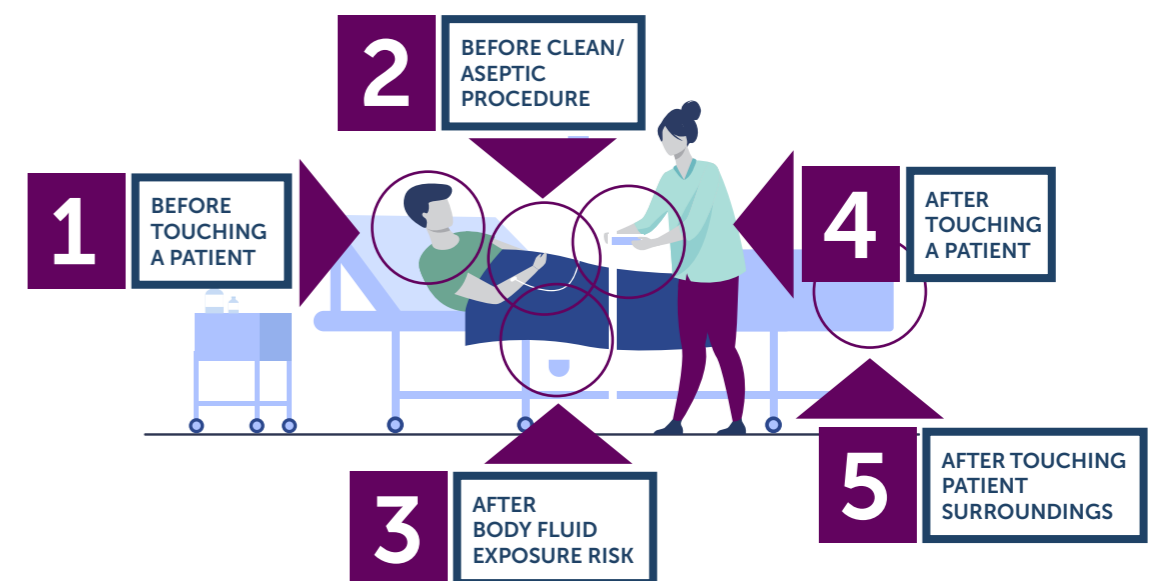 1
BEFORE
TOUCHING
A PATIENT
2
BEFORE CLEAN/
ASEPTIC
PROCEDURE
3
AFTER
BODY FLUID
EXPOSURE RISK
4
AFTER
TOUCHING
A PATIENT
5
AFTER TOUCHING
PATIENT
SURROUNDINGS